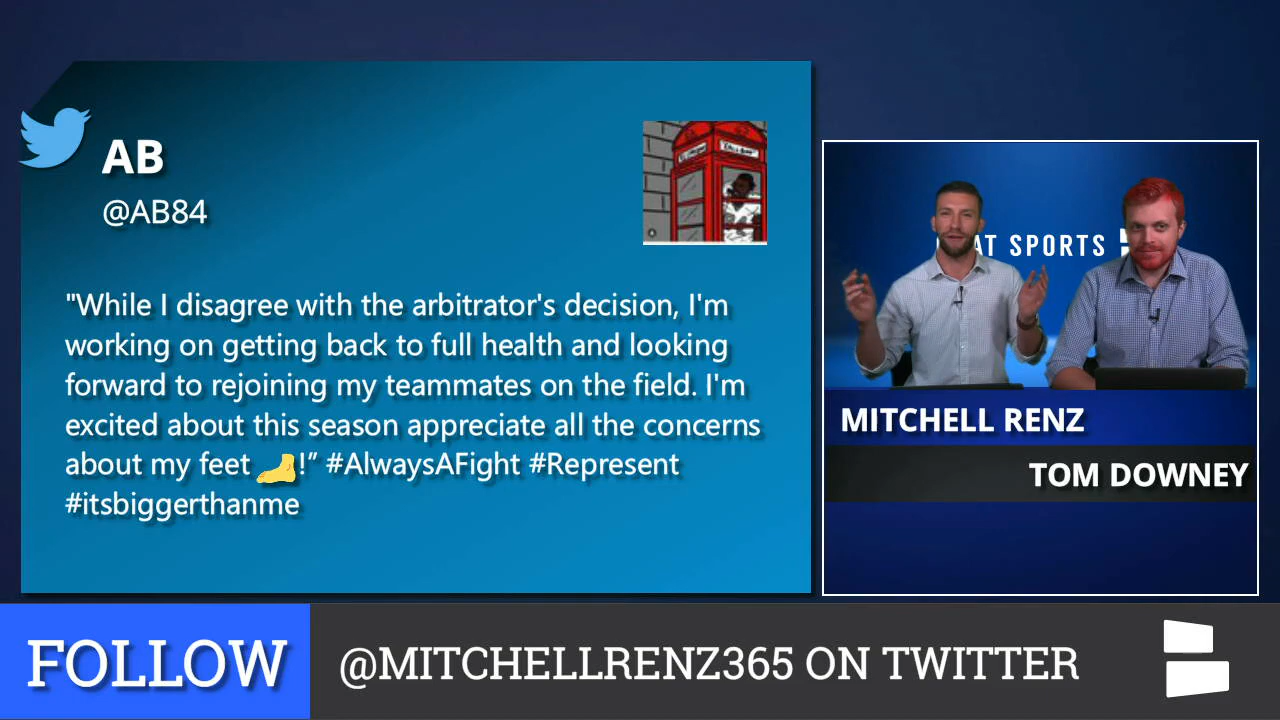 AB
@AB84
"While I disagree with the arbitrator's decision, I'm
working on getting back to full health and looking
forward to rejoining my teammates on the field. I'm
excited about this season appreciate all the concerns
about my feet 🦶!” #AlwaysAFight #Represent
#itsbiggerthanme
AT SPORTS
MITCHELL RENZ
TOM DOWNEY
FOLLOW
@MITCHELLRENZ365 ON TWITTER